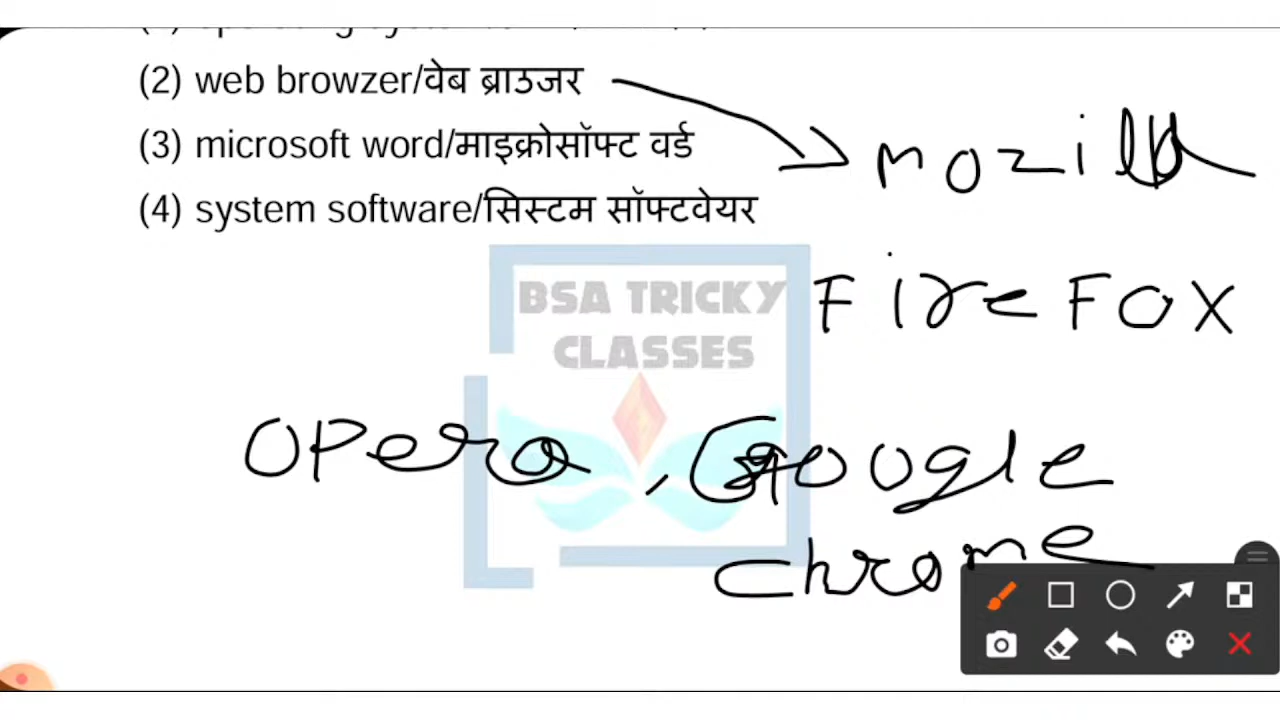 (2) web browzer/वेब ब्राउजर
(3) microsoft word/माइक्रोसॉफ्ट वर्ड
(4) system software/सिस्टम सॉफ्टवेयर
mozilla
FireFOX
BSA TRICKY
CLASSES
OPera , Google
chrome